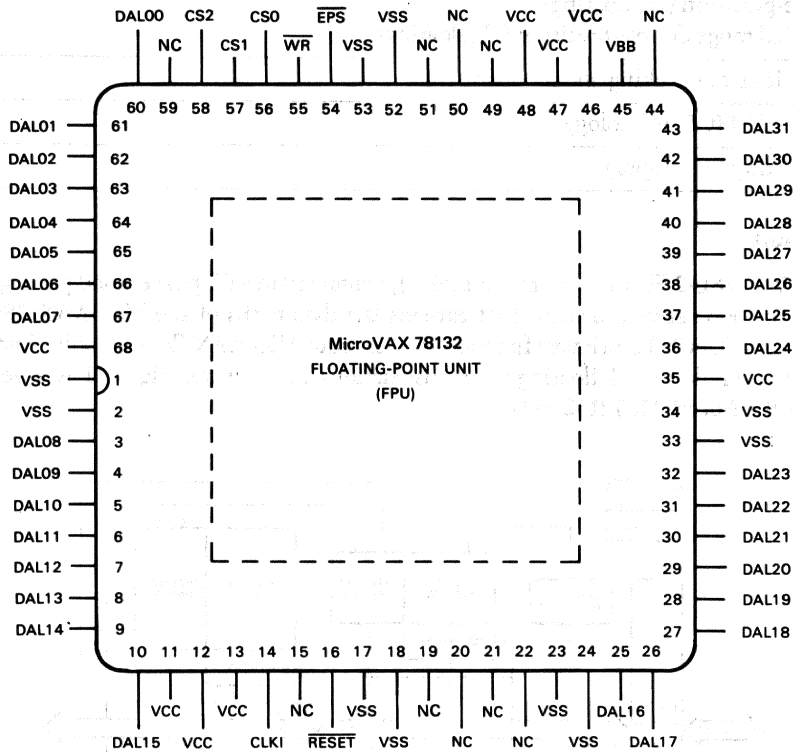 DAL00 CS2 CS0 EPS VSS NC VCC VCC NC
NC CS1 WR VSS NC NC VCC VBB
60 59 58 57 56 55 54 53 52 51 50 49 48 47 46 45 44
DAL01 61 43 DAL31
DAL02 62 42 DAL30
DAL03 63 41 DAL29
DAL04 64 40 DAL28
DAL05 65 39 DAL27
DAL06 66 38 DAL26
DAL07 67 37 DAL25
VCC 68 36 DAL24
MicroVAX 78132
FLOATING-POINT UNIT
(FPU)
VSS 1 35 VCC
VSS 2 34 VSS
DAL08 3 33 VSS
DAL09 4 32 DAL23
DAL10 5 31 DAL22
DAL11 6 30 DAL21
DAL12 7 29 DAL20
DAL13 8 28 DAL19
DAL14 9 27 DAL18
10 11 12 13 14 15 16 17 18 19 20 21 22 23 24 25 26
VCC VCC NC VSS NC NC VSS DAL16
DAL15 VCC CLKI RESET VSS NC NC VSS DAL17